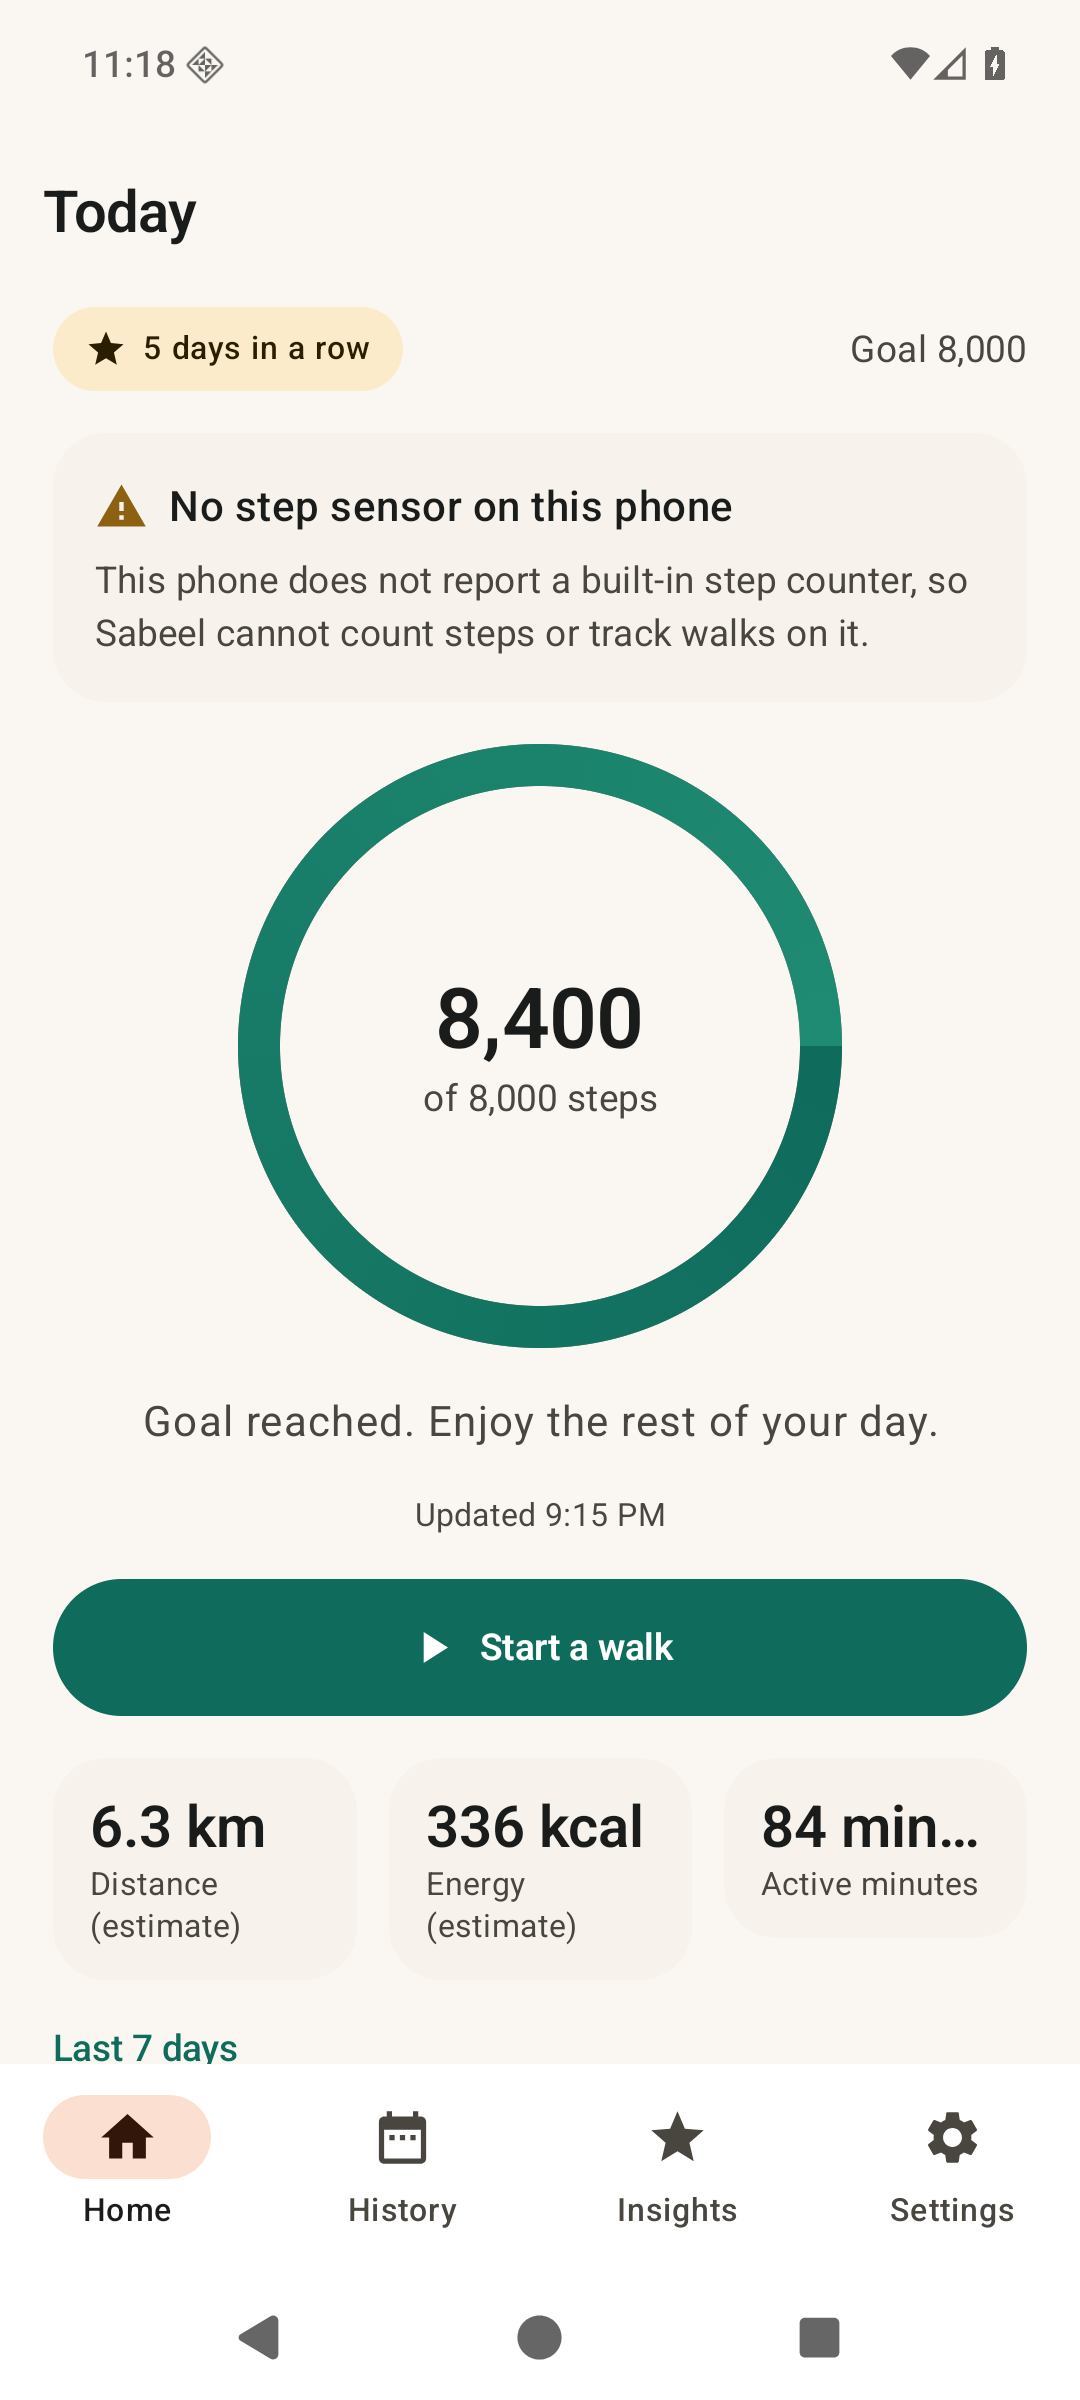 11:18
Today
5 days in a row
Goal 8,000
No step sensor on this phone
This phone does not report a built-in step counter, so
Sabeel cannot count steps or track walks on it.
8,400
of 8,000 steps
Goal reached. Enjoy the rest of your day.
Updated 9:15 PM
Start a walk
6.3 km
Distance
(estimate)
336 kcal
Energy
(estimate)
84 min...
Active minutes
Last 7 days
Home
History
Insights
Settings